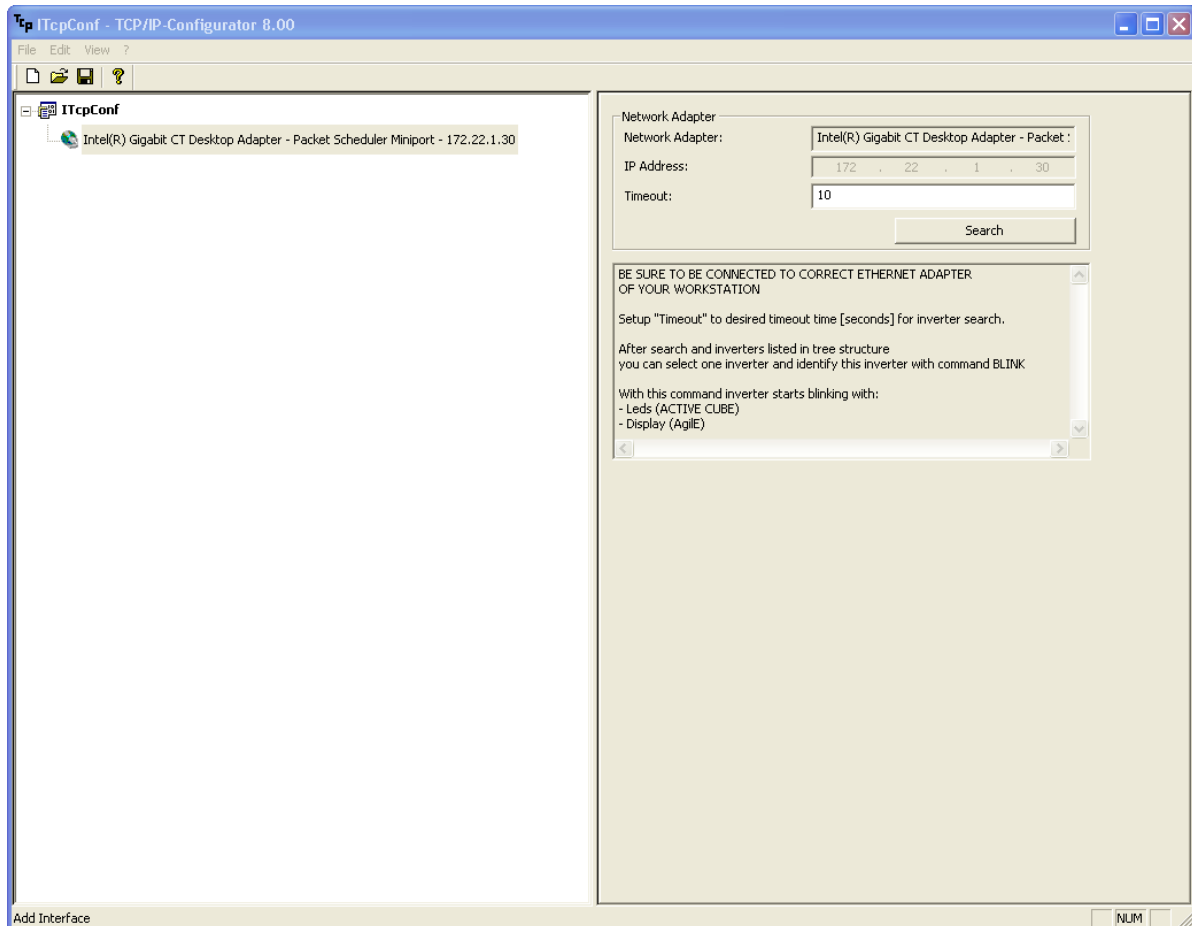 Tcp ITcpConf - TCP/IP-Configurator 8.00
File Edit View ?
ITcpConf
Intel(R) Gigabit CT Desktop Adapter - Packet Scheduler Miniport - 172.22.1.30
Network Adapter
Network Adapter: Intel(R) Gigabit CT Desktop Adapter - Packet :
IP Address: 172 . 22 . 1 . 30
Timeout: 10
Search
BE SURE TO BE CONNECTED TO CORRECT ETHERNET ADAPTER
OF YOUR WORKSTATION
Setup "Timeout" to desired timeout time [seconds] for inverter search.
After search and inverters listed in tree structure
you can select one inverter and identify this inverter with command BLINK
With this command inverter starts blinking with:
- Leds (ACTIVE CUBE)
- Display (AgilE)
Add Interface
NUM